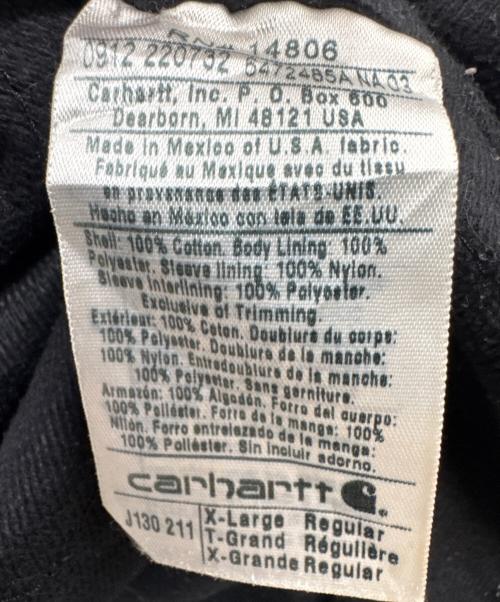 RN# 14806
0912 220732 6472485A NA 03
Carhartt, Inc. P. O. Box 600
Dearborn, MI 48121 USA
Made in Mexico of U.S.A. fabric.
Fabriqué au Mexique avec du tissu
en provenance des ÉTATS-UNIS.
Hecho en México con tela de EE.UU.
Shell: 100% Cotton. Body Lining: 100%
Polyester. Sleeve lining: 100% Nylon.
Sleeve Interlining: 100% Polyester.
Exclusive of Trimming.
Extérieur: 100% Coton. Doublure du corps:
100% Polyester. Doublure de la manche:
100% Nylon. Entredoublure de la manche:
100% Polyester. Sans garniture.
Armazón: 100% Algodón. Forro del cuerpo:
100% Poliéster. Forro de la manga: 100%
Nilón. Forro entrelazado de la manga:
100% Poliéster. Sin incluir adorno.
carhartt
J130 211
X-Large Regular
T-Grand Régulière
X-Grande Regular